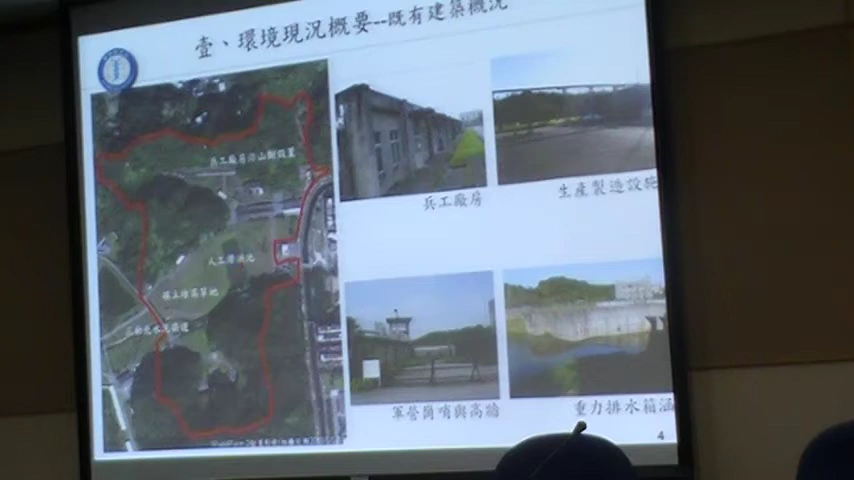 壹、環境現況概要--既有建築概況
兵工廠房沿山側設置
人工滯洪池
兵工廠房
生產製造設施
軍營崗哨與高牆
重力排水箱涵
4